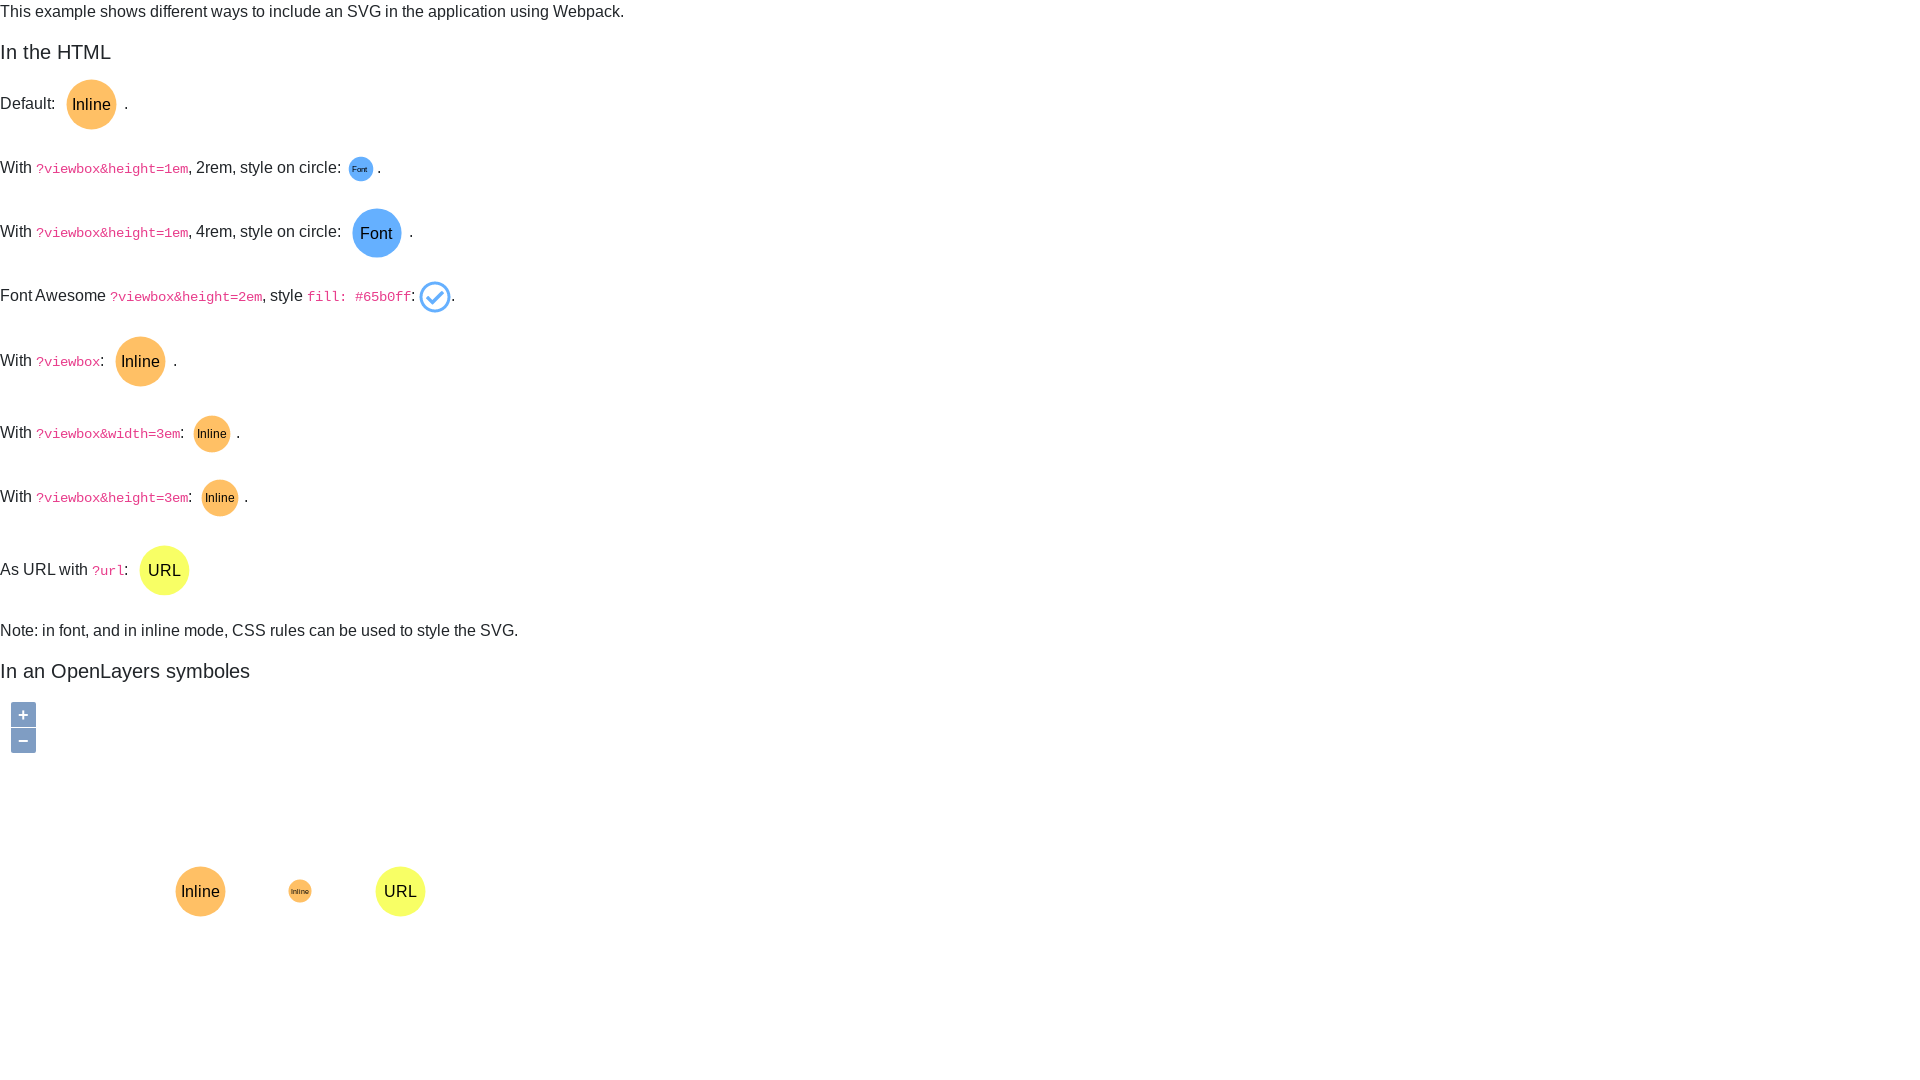 This example shows different ways to include an SVG in the application using Webpack.
In the HTML
Default: Inline .
With ?viewbox&height=1em, 2rem, style on circle: Font .
With ?viewbox&height=1em, 4rem, style on circle: Font .
Font Awesome ?viewbox&height=2em, style fill: #65b0ff: .
With ?viewbox: Inline .
With ?viewbox&width=3em: Inline .
With ?viewbox&height=3em: Inline .
As URL with ?url: URL
Note: in font, and in inline mode, CSS rules can be used to style the SVG.
In an OpenLayers symboles
+
−
Inline Inline URL